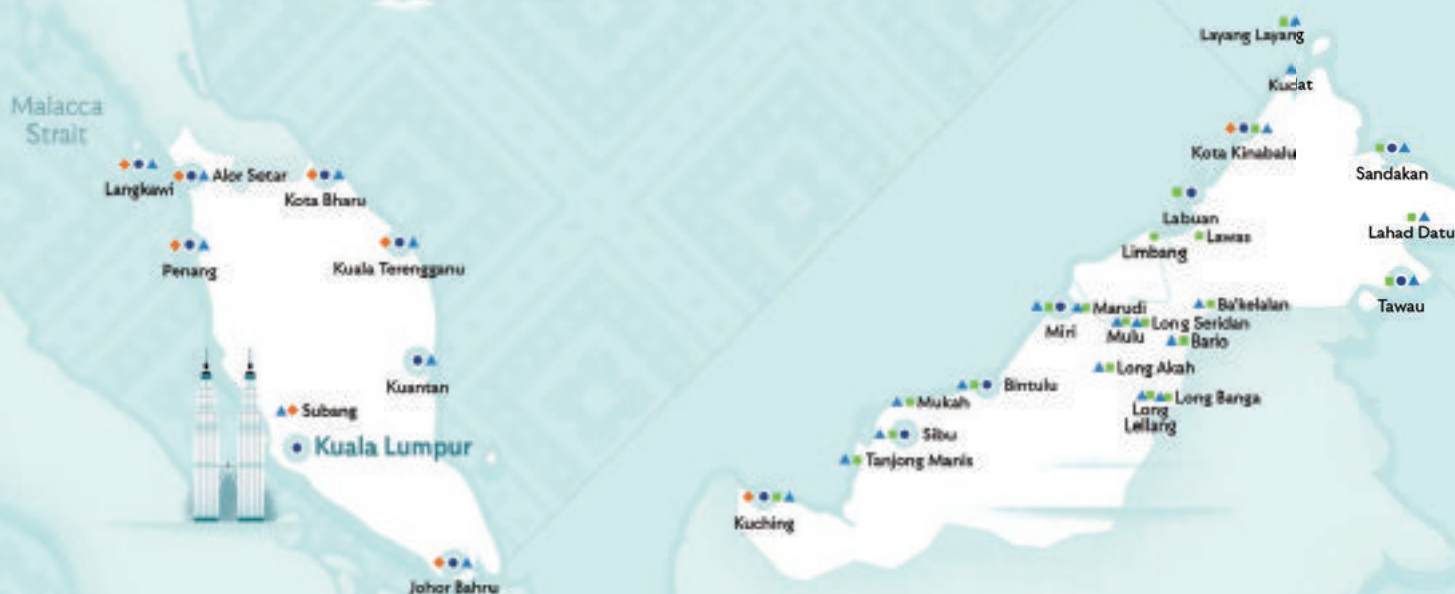 Malacca
Strait
Langkawi
Alor Setar
Kota Bharu
Penang
Kuala Terengganu
Kuantan
Subang
Kuala Lumpur
Johor Bahru
Layang Layang
Kudat
Kota Kinabalu
Sandakan
Labuan
Lahad Datu
Limbang
Lawas
Tawau
Miri
Marudi
Ba'kelalan
Mulu
Long Seridan
Bario
Long Akah
Bintulu
Mukah
Long
Lellang
Long Banga
Sibu
Tanjong Manis
Kuching